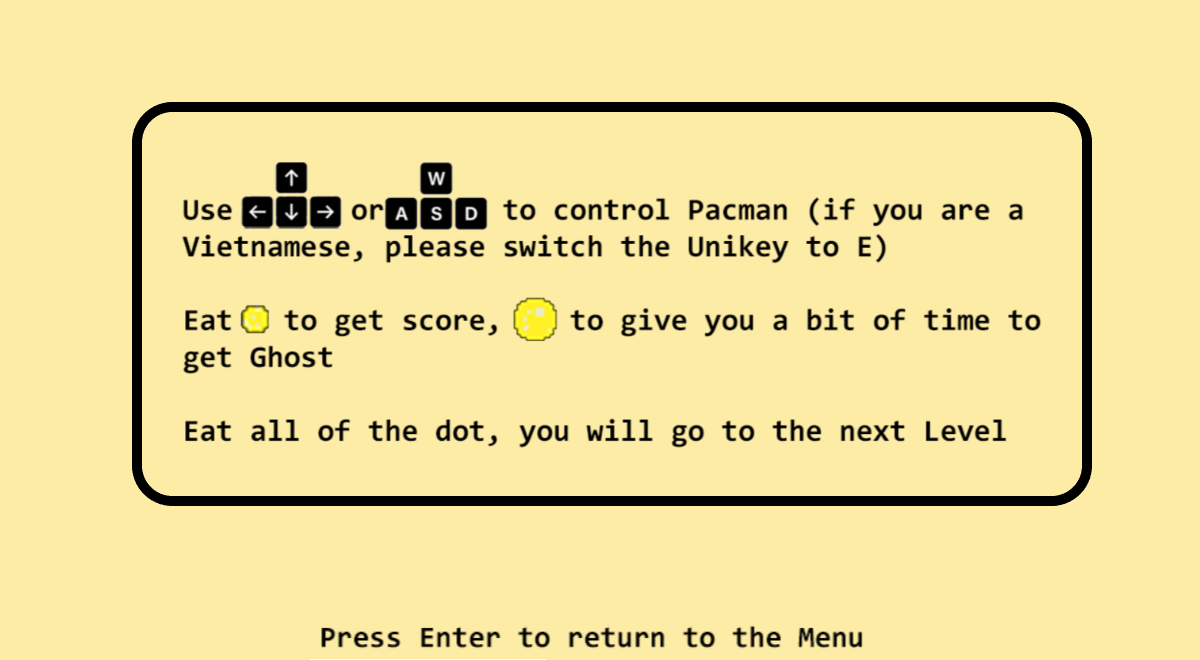 ↑ W
Use ← ↓ → or A S D to control Pacman (if you are a
Vietnamese, please switch the Unikey to E)
Eat to get score, to give you a bit of time to
get Ghost
Eat all of the dot, you will go to the next Level
Press Enter to return to the Menu